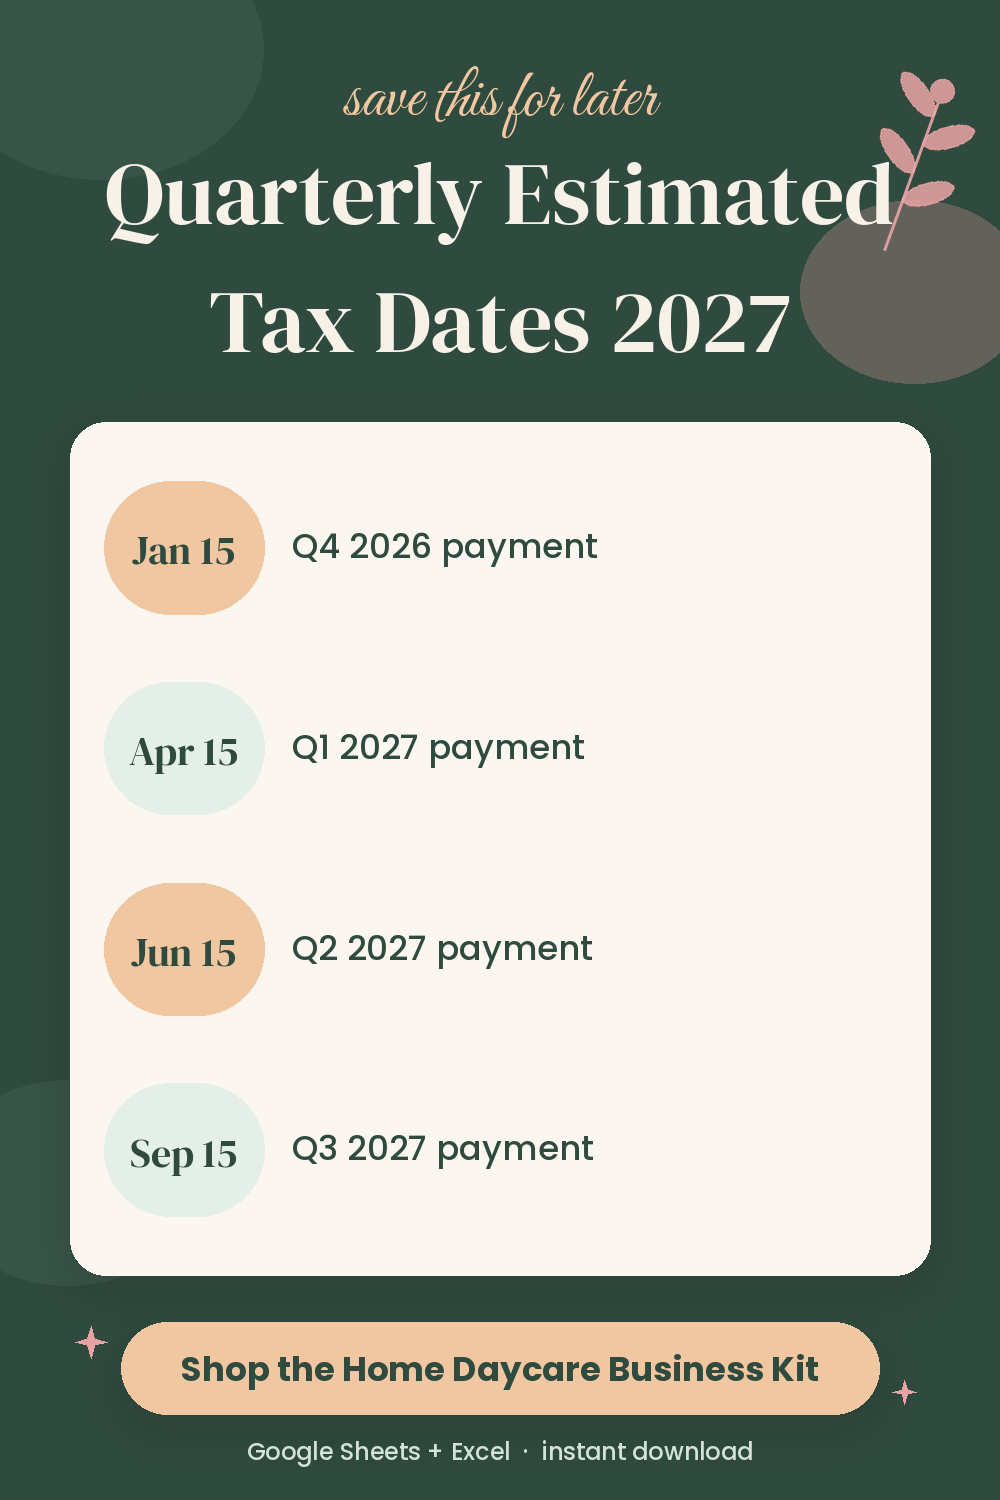 save this for later
Quarterly Estimated
Tax Dates 2027
Jan 15 Q4 2026 payment
Apr 15 Q1 2027 payment
Jun 15 Q2 2027 payment
Sep 15 Q3 2027 payment
Shop the Home Daycare Business Kit
Google Sheets + Excel · instant download